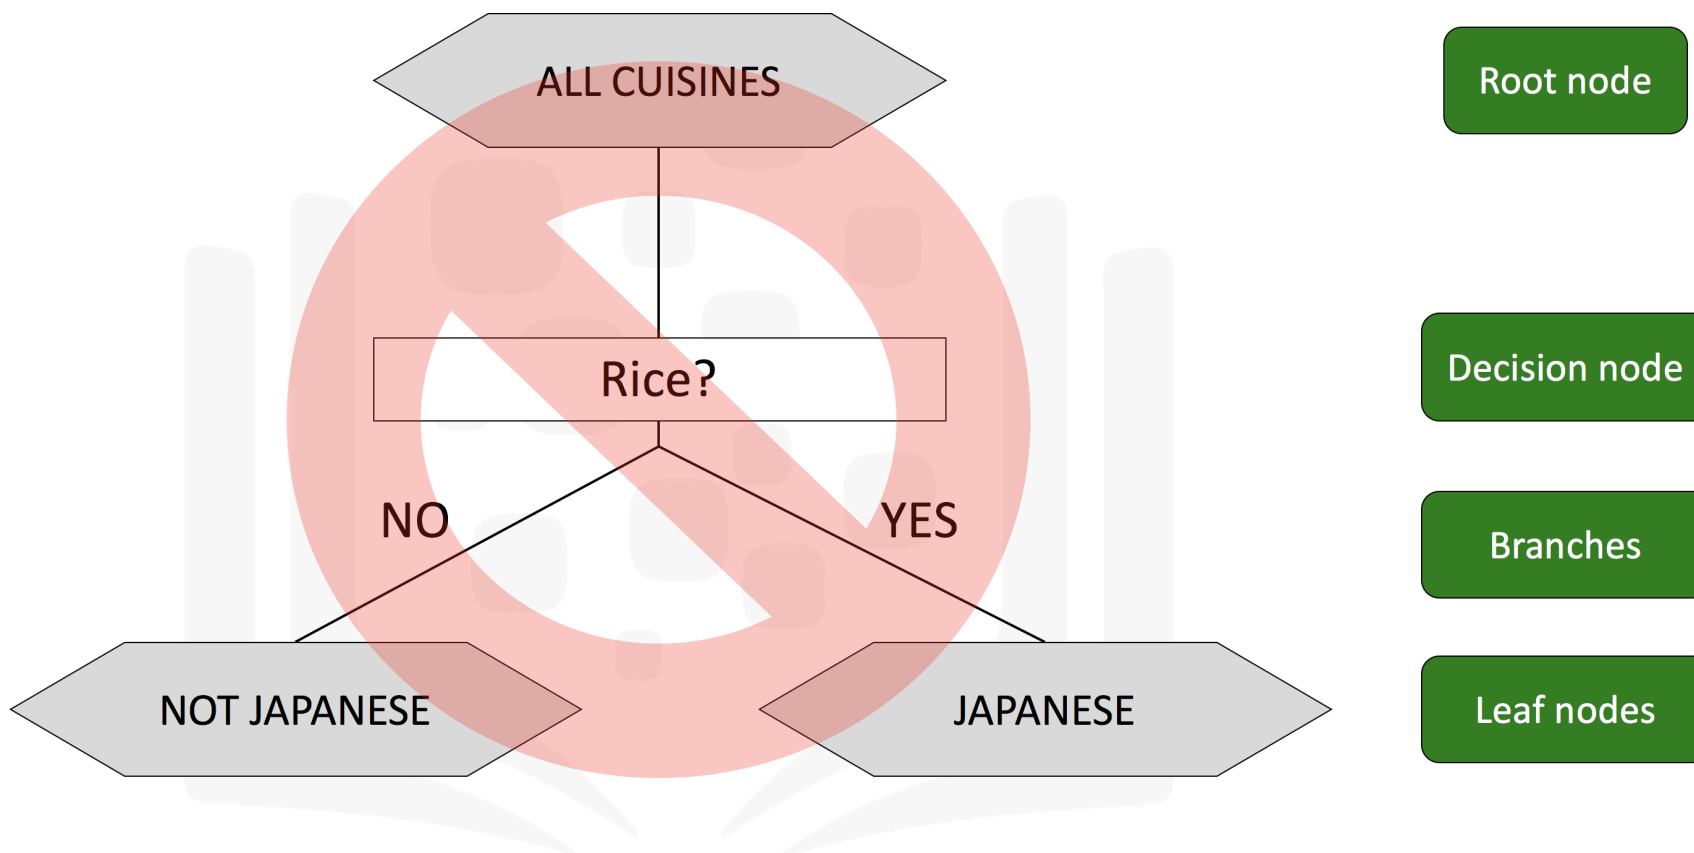 ALL CUISINES
Root node
Rice?
Decision node
NO
YES
Branches
NOT JAPANESE
JAPANESE
Leaf nodes